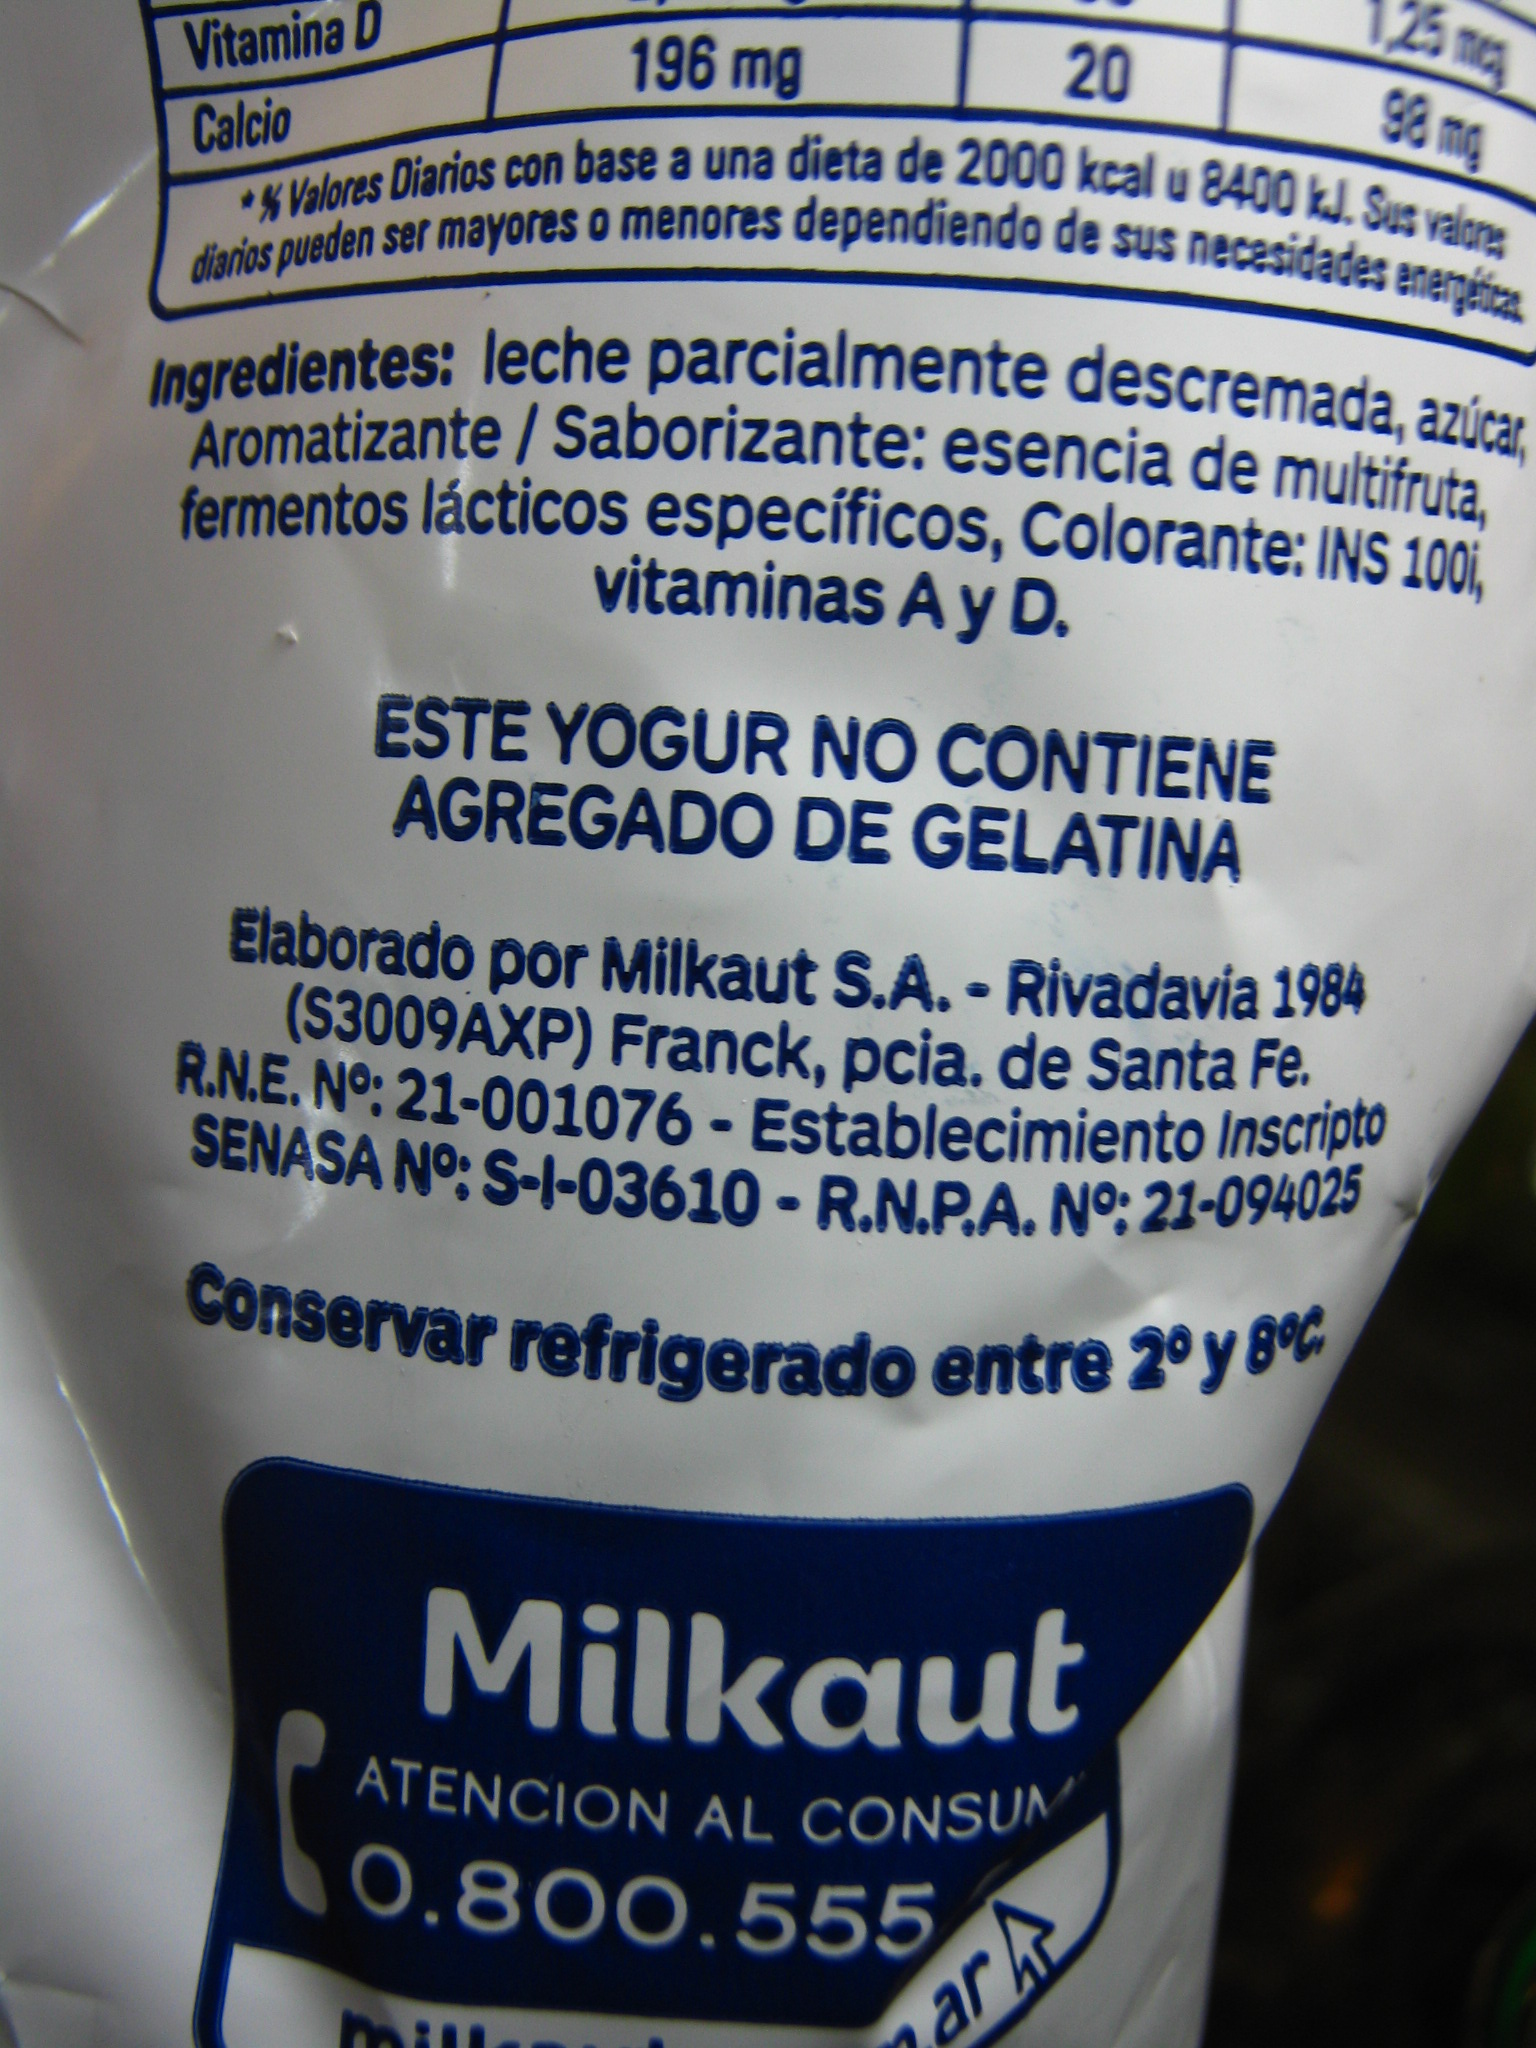 Vitamina D 1,25 mcg
Calcio 196 mg 20 98 mg
* % Valores Diarios con base a una dieta de 2000 kcal u 8400 kJ. Sus valores
diarios pueden ser mayores o menores dependiendo de sus necesidades energéticas.
Ingredientes: leche parcialmente descremada, azúcar,
Aromatizante / Saborizante: esencia de multifruta,
fermentos lácticos específicos, Colorante: INS 100i,
vitaminas A y D.
ESTE YOGUR NO CONTIENE
AGREGADO DE GELATINA
Elaborado por Milkaut S.A. - Rivadavia 1984
(S3009AXP) Franck, pcia. de Santa Fe.
R.N.E. Nº: 21-001076 - Establecimiento Inscripto
SENASA Nº: S-I-03610 - R.N.P.A. Nº: 21-094025
Conservar refrigerado entre 2º y 8ºC.
Milkaut
ATENCION AL CONSUM
0.800.555
ar